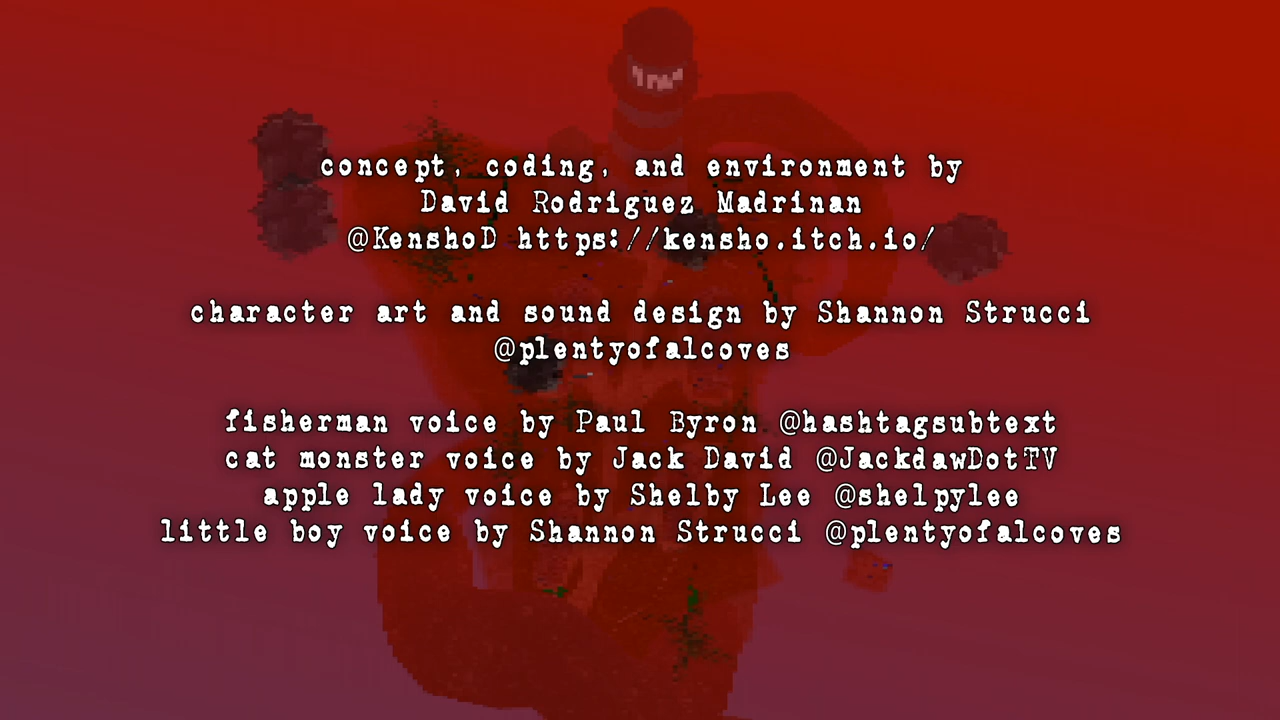 concept, coding, and environment by
David Rodriguez Madrinan
@KenshoD https://kensho.itch.io/
character art and sound design by Shannon Strucci
@plentyofalcoves
fisherman voice by Paul Byron @hashtagsubtext
cat monster voice by Jack David @JackdawDotTV
apple lady voice by Shelby Lee @shelpylee
little boy voice by Shannon Strucci @plentyofalcoves